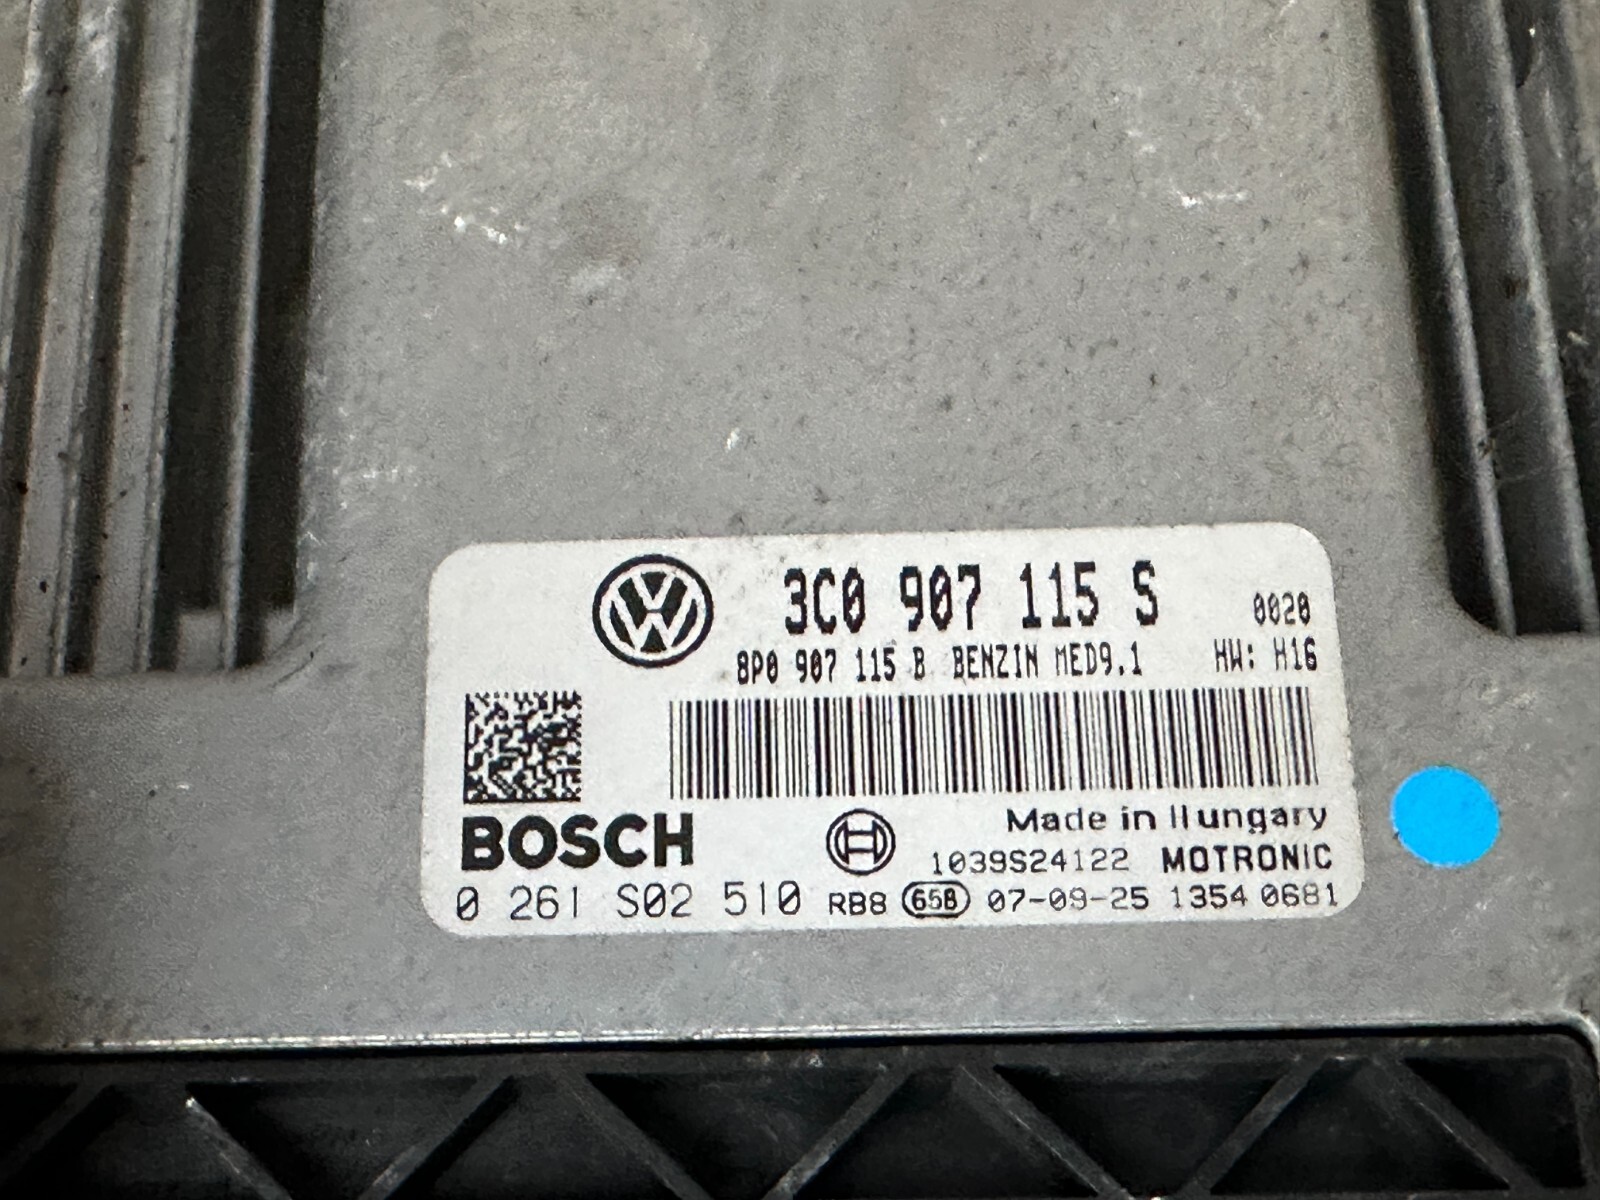 3C0 907 115 S 0020
8P0 907 115 B BENZIN MED9.1 HW: H16
Made in Hungary
BOSCH 1039S24122 MOTRONIC
0 261 S02 510 RB8 65B 07-09-25 1354 0681